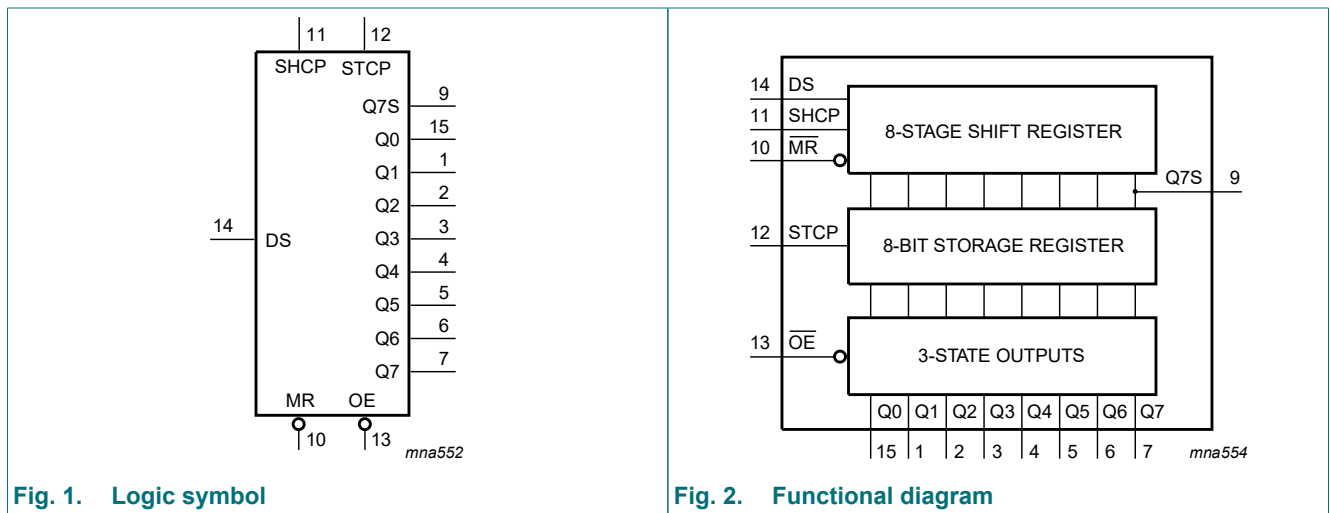 11 12
SHCP STCP
Q7S 9
Q0 15
Q1 1
Q2 2
14 DS Q3 3
Q4 4
Q5 5
Q6 6
Q7 7
MR OE
10 13
mna552
Fig. 1. Logic symbol
14 DS
11 SHCP
8-STAGE SHIFT REGISTER
10 MR
Q7S 9
12 STCP
8-BIT STORAGE REGISTER
13 OE
3-STATE OUTPUTS
Q0 Q1 Q2 Q3 Q4 Q5 Q6 Q7
15 1 2 3 4 5 6 7
mna554
Fig. 2. Functional diagram